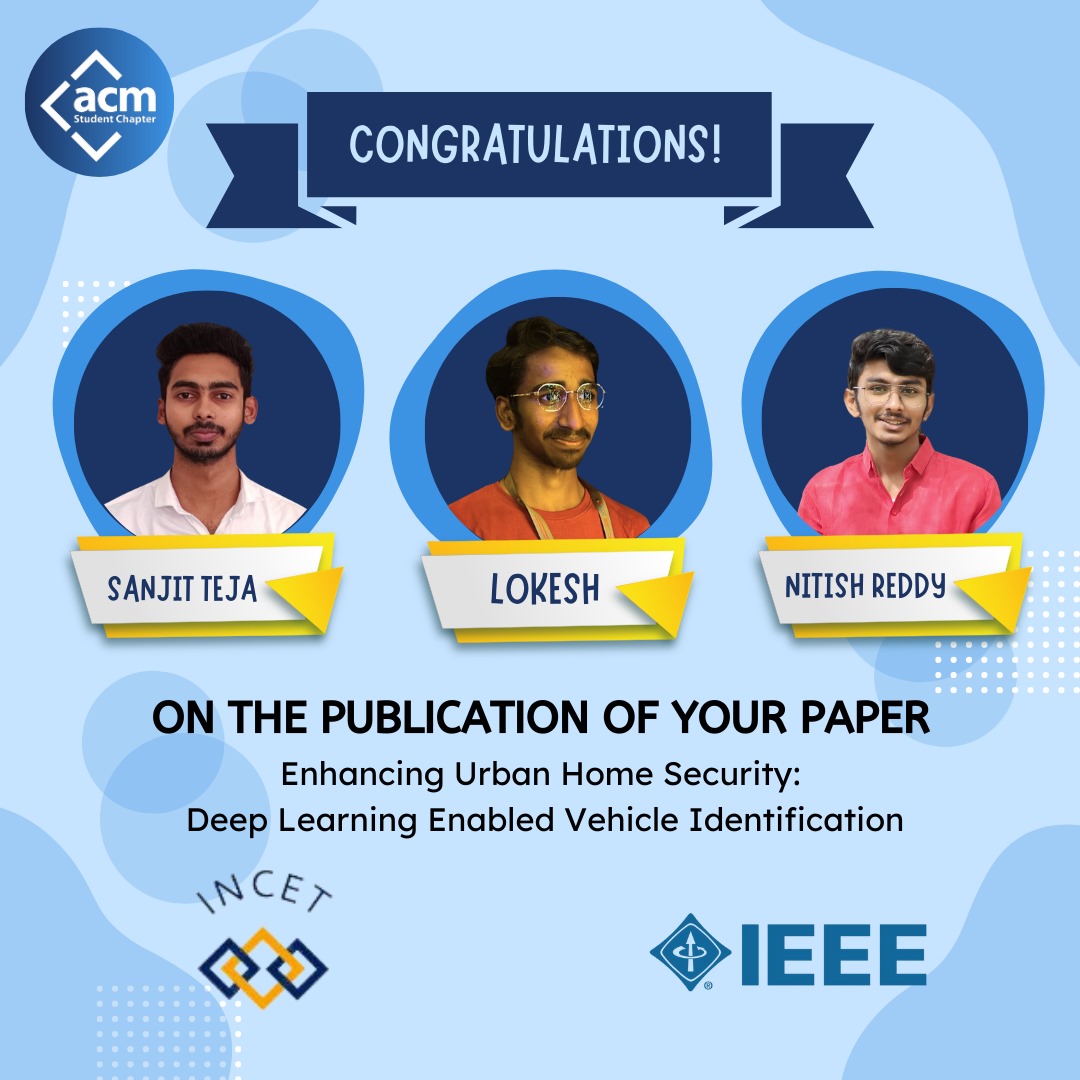 acm
Student Chapter
CONGRATULATIONS!
SANJIT TEJA
LOKESH
NITISH REDDY
ON THE PUBLICATION OF YOUR PAPER
Enhancing Urban Home Security:
Deep Learning Enabled Vehicle Identification
INCET
IEEE
®